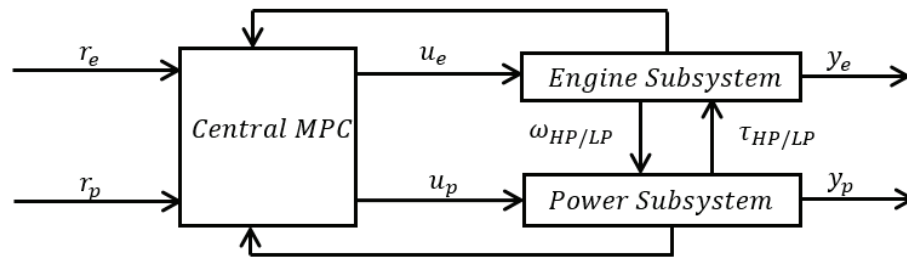 r_e
u_e
Engine Subsystem
y_e
Central MPC
ω_HP/LP
τ_HP/LP
r_p
u_p
Power Subsystem
y_p